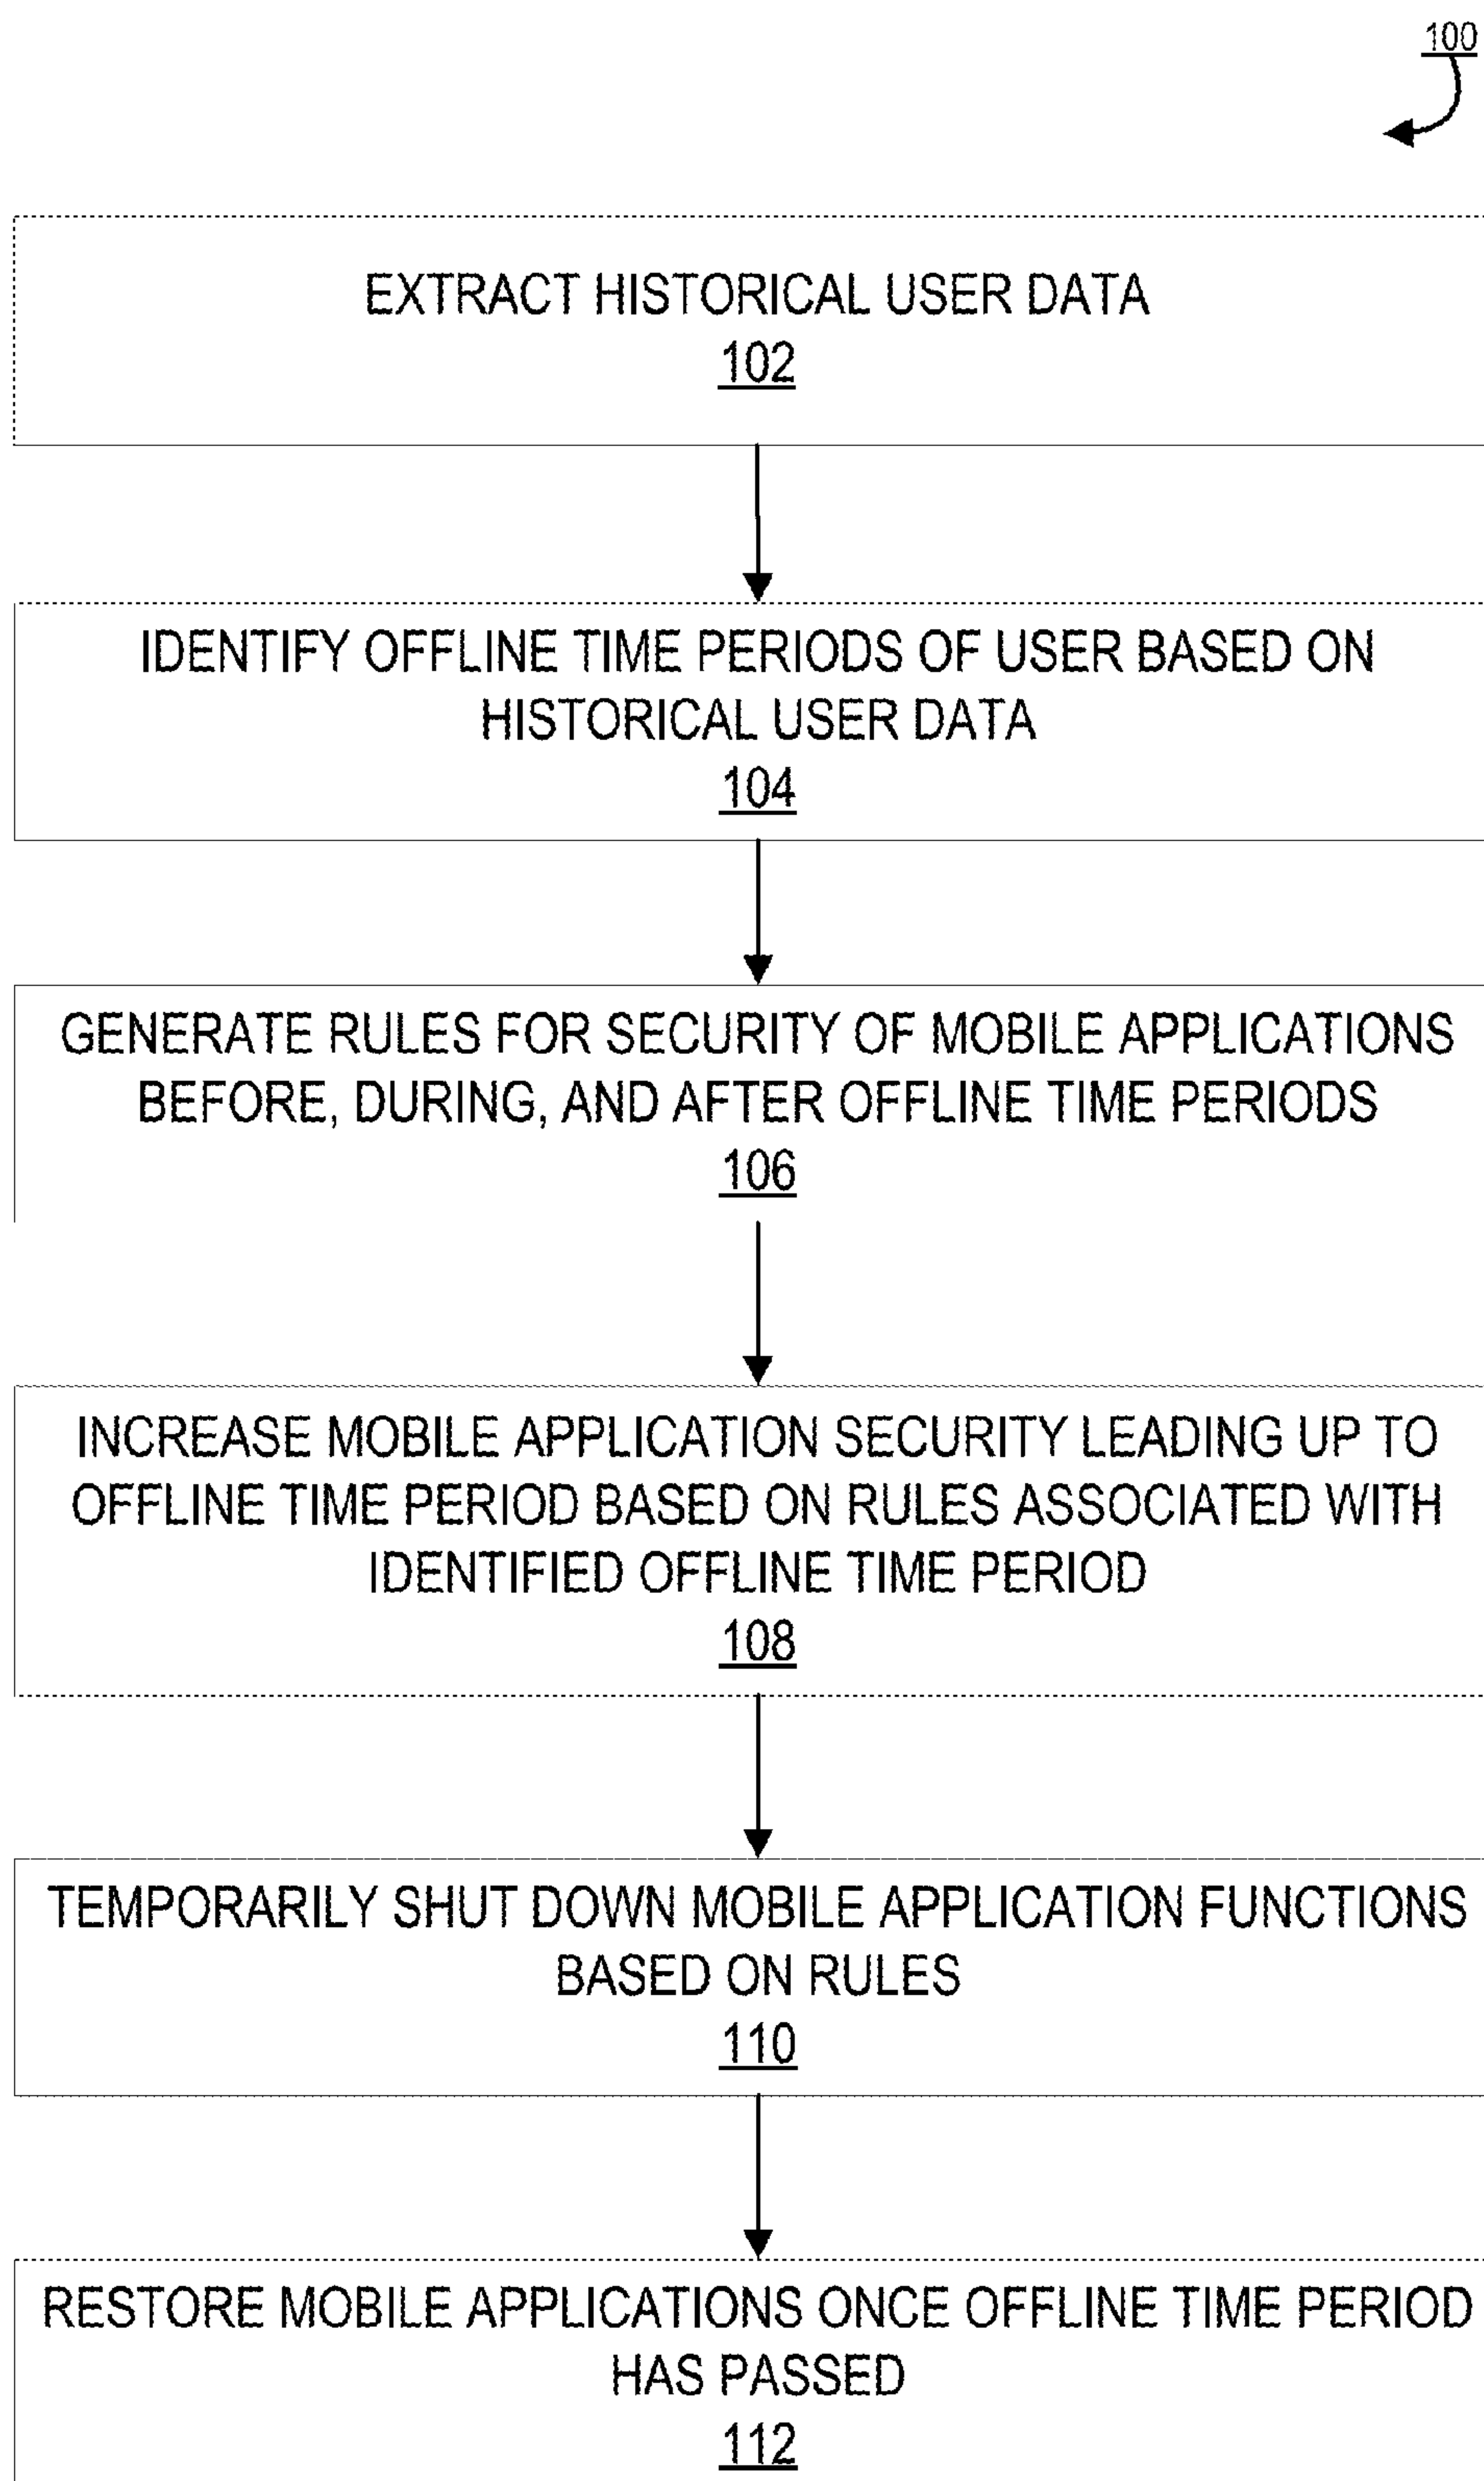 100
EXTRACT HISTORICAL USER DATA
102
IDENTIFY OFFLINE TIME PERIODS OF USER BASED ON
HISTORICAL USER DATA
104
GENERATE RULES FOR SECURITY OF MOBILE APPLICATIONS
BEFORE, DURING, AND AFTER OFFLINE TIME PERIODS
106
INCREASE MOBILE APPLICATION SECURITY LEADING UP TO
OFFLINE TIME PERIOD BASED ON RULES ASSOCIATED WITH
IDENTIFIED OFFLINE TIME PERIOD
108
TEMPORARILY SHUT DOWN MOBILE APPLICATION FUNCTIONS
BASED ON RULES
110
RESTORE MOBILE APPLICATIONS ONCE OFFLINE TIME PERIOD
HAS PASSED
112